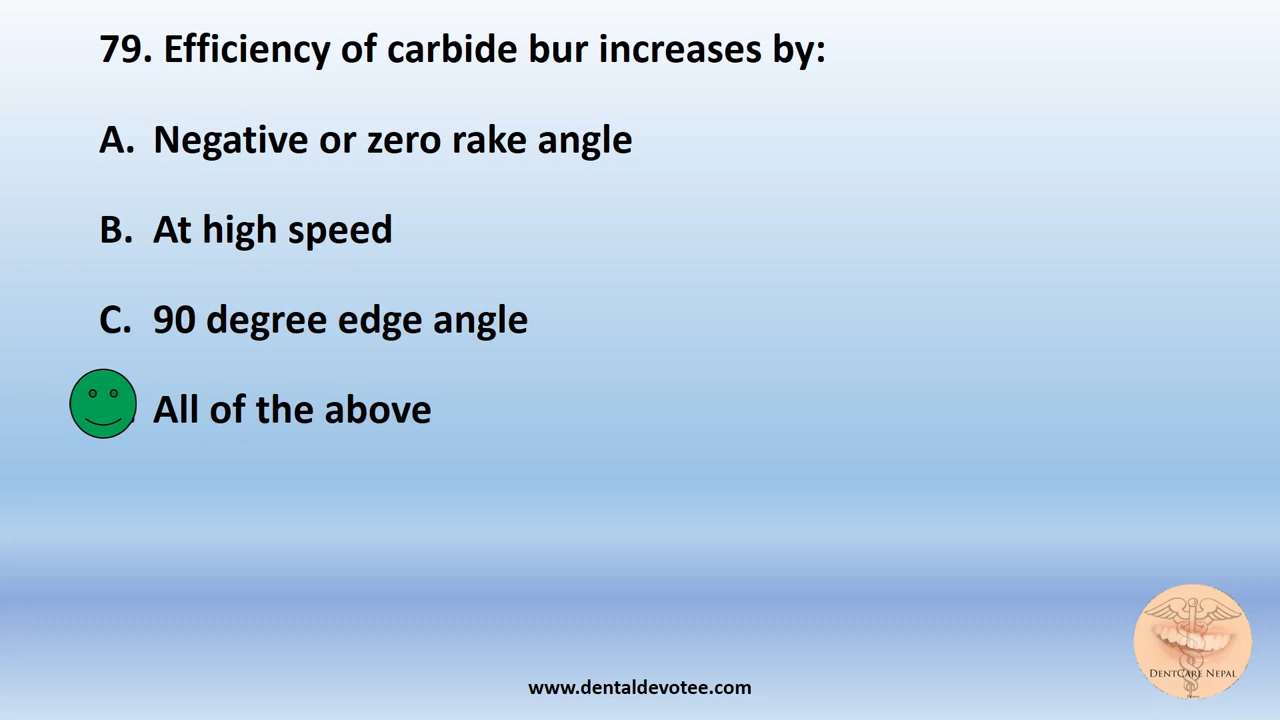 79. Efficiency of carbide bur increases by:
A. Negative or zero rake angle
B. At high speed
C. 90 degree edge angle
All of the above
DENTCARE NEPAL
www.dentaldevotee.com